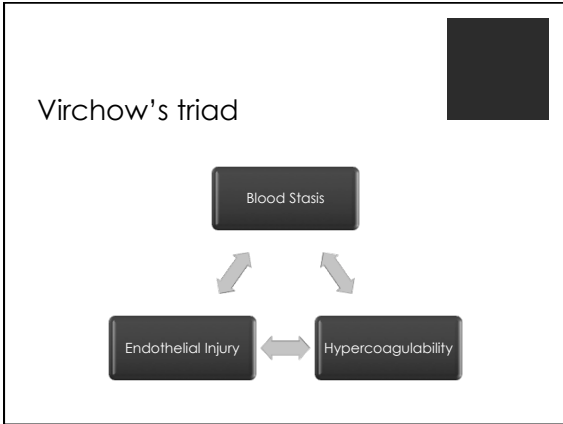 Virchow’s triad
Blood Stasis
Endothelial Injury
Hypercoagulability